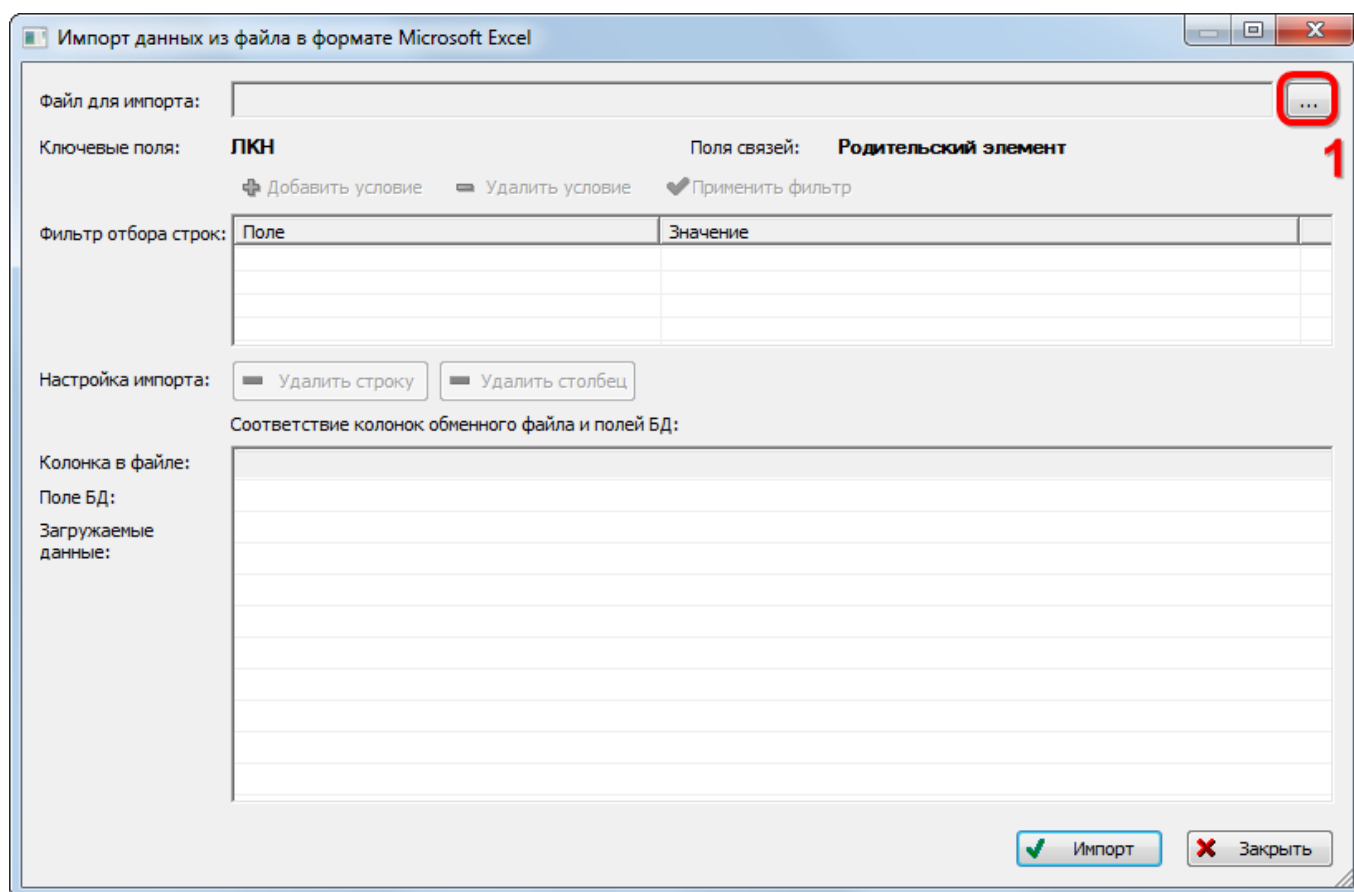 Импорт данных из файла в формате Microsoft Excel
Файл для импорта: ...
1
Ключевые поля: ЛКН Поля связей: Родительский элемент
Добавить условие Удалить условие Применить фильтр
Фильтр отбора строк: Поле Значение
Настройка импорта: Удалить строку Удалить столбец
Соответствие колонок обменного файла и полей БД:
Колонка в файле:
Поле БД:
Загружаемые
данные:
Импорт Закрыть